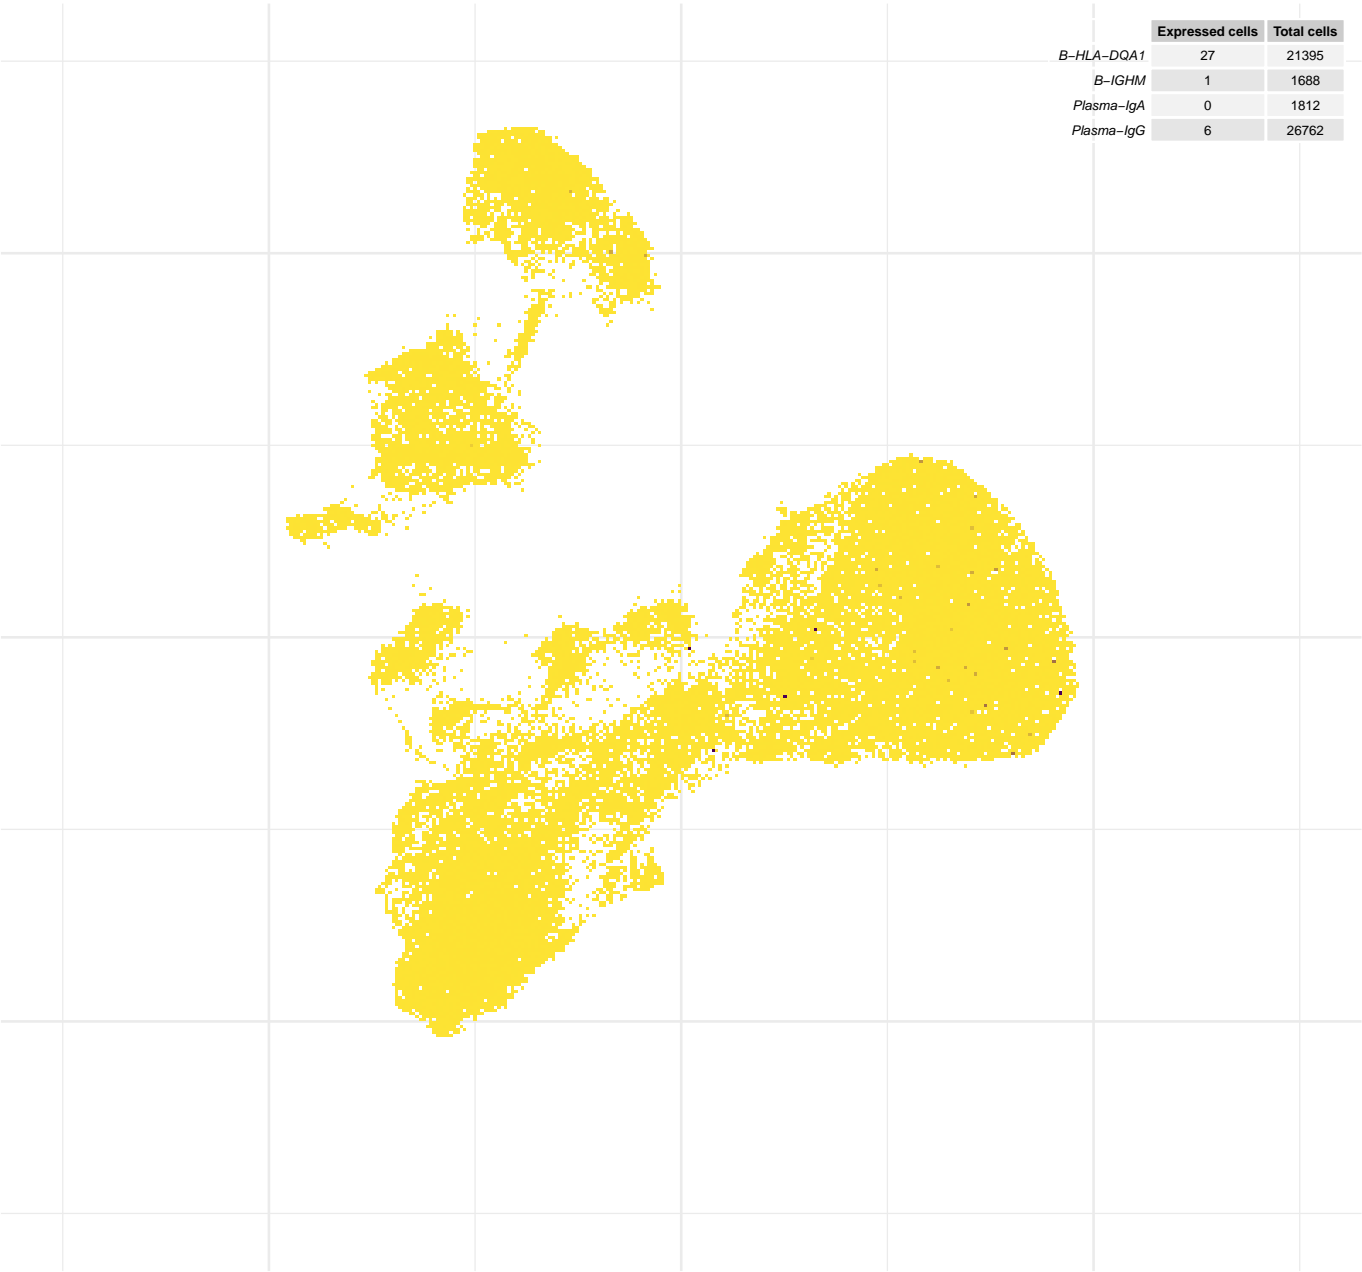 Expressed cells Total cells
B−HLA−DQA1 27 21395
B−IGHM 1 1688
Plasma−IgA 0 1812
Plasma−IgG 6 26762